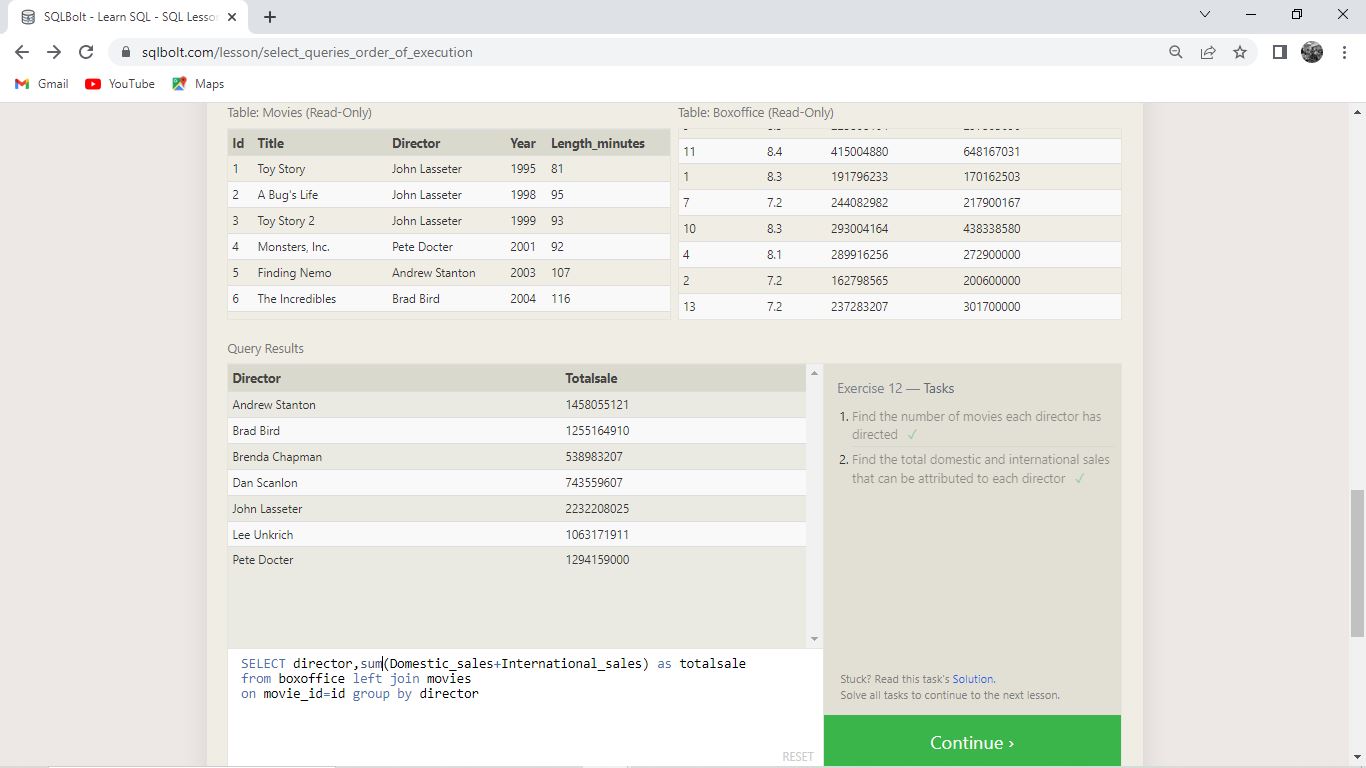 SQLBolt - Learn SQL - SQL Lesso
sqlbolt.com/lesson/select_queries_order_of_execution
Gmail YouTube Maps
Table: Movies (Read-Only) Table: Boxoffice (Read-Only)
Id Title Director Year Length_minutes
1 Toy Story John Lasseter 1995 81
2 A Bug's Life John Lasseter 1998 95
3 Toy Story 2 John Lasseter 1999 93
4 Monsters, Inc. Pete Docter 2001 92
5 Finding Nemo Andrew Stanton 2003 107
6 The Incredibles Brad Bird 2004 116
11 8.4 415004880 648167031
1 8.3 191796233 170162503
7 7.2 244082982 217900167
10 8.3 293004164 438338580
4 8.1 289916256 272900000
2 7.2 162798565 200600000
13 7.2 237283207 301700000
Query Results
Director Totalsale
Andrew Stanton 1458055121
Brad Bird 1255164910
Brenda Chapman 538983207
Dan Scanlon 743559607
John Lasseter 2232208025
Lee Unkrich 1063171911
Pete Docter 1294159000
SELECT director,sum(Domestic_sales+International_sales) as totalsale
from boxoffice left join movies
on movie_id=id group by director
RESET
Exercise 12 — Tasks
1. Find the number of movies each director has
directed ✓
2. Find the total domestic and international sales
that can be attributed to each director ✓
Stuck? Read this task's Solution.
Solve all tasks to continue to the next lesson.
Continue ›